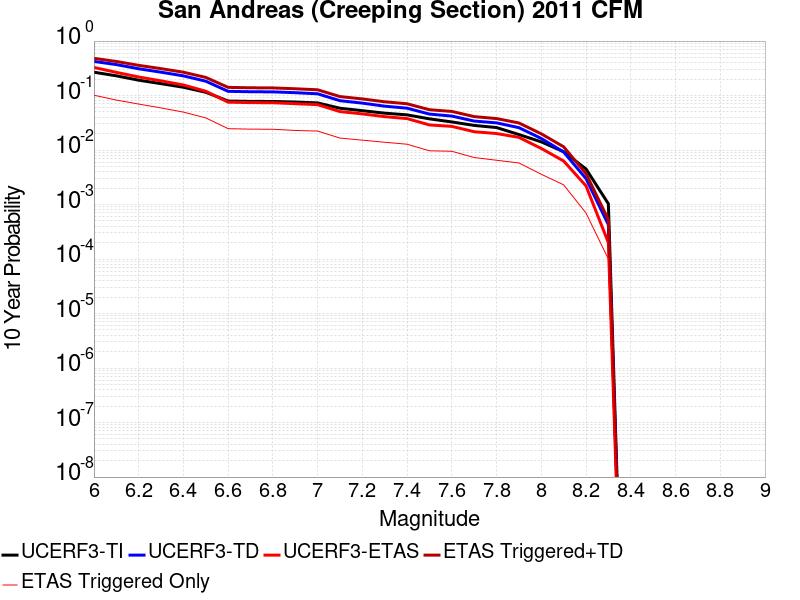 San Andreas (Creeping Section) 2011 CFM
10 Year Probability
10^0
10^-1
10^-2
10^-3
10^-4
10^-5
10^-6
10^-7
10^-8
6 6.2 6.4 6.6 6.8 7 7.2 7.4 7.6 7.8 8 8.2 8.4 8.6 8.8 9
Magnitude
UCERF3-TI UCERF3-TD UCERF3-ETAS ETAS Triggered+TD
ETAS Triggered Only